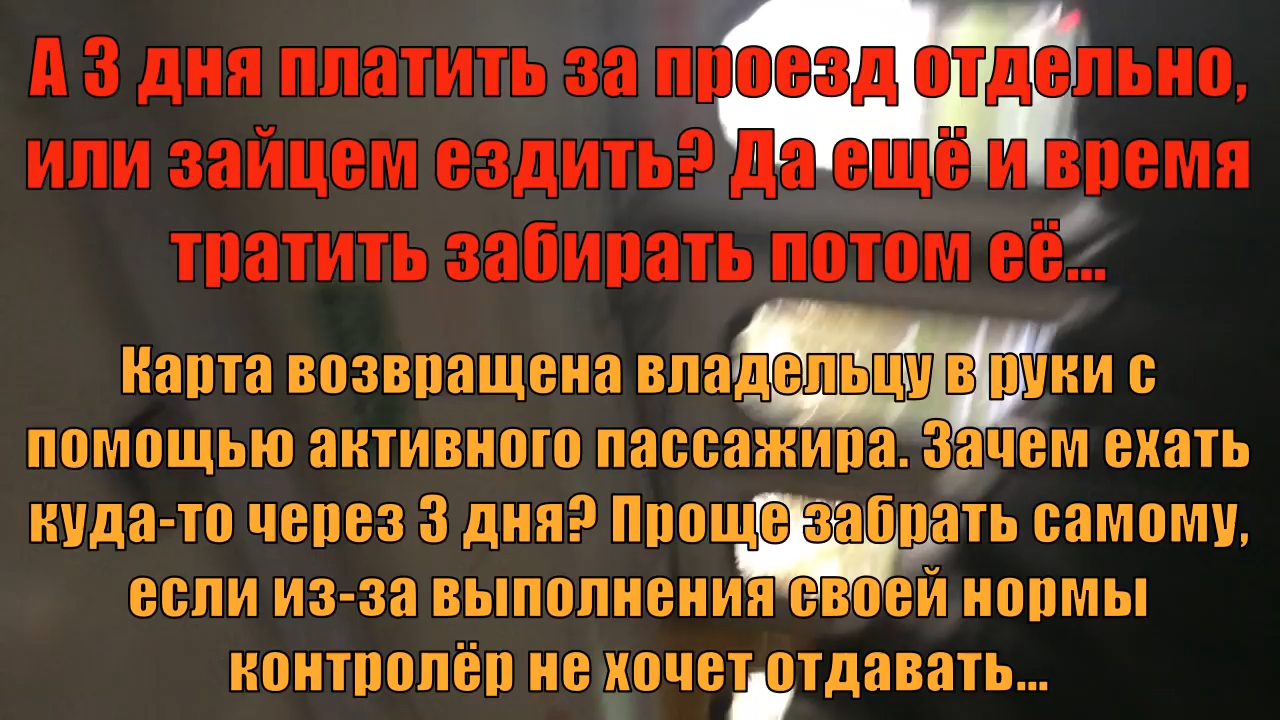 А 3 дня платить за проезд отдельно,
или зайцем ездить? Да ещё и время
тратить забирать потом её...
Карта возвращена владельцу в руки с
помощью активного пассажира. Зачем ехать
куда-то через 3 дня? Проще забрать самому,
если из-за выполнения своей нормы
контролёр не хочет отдавать...